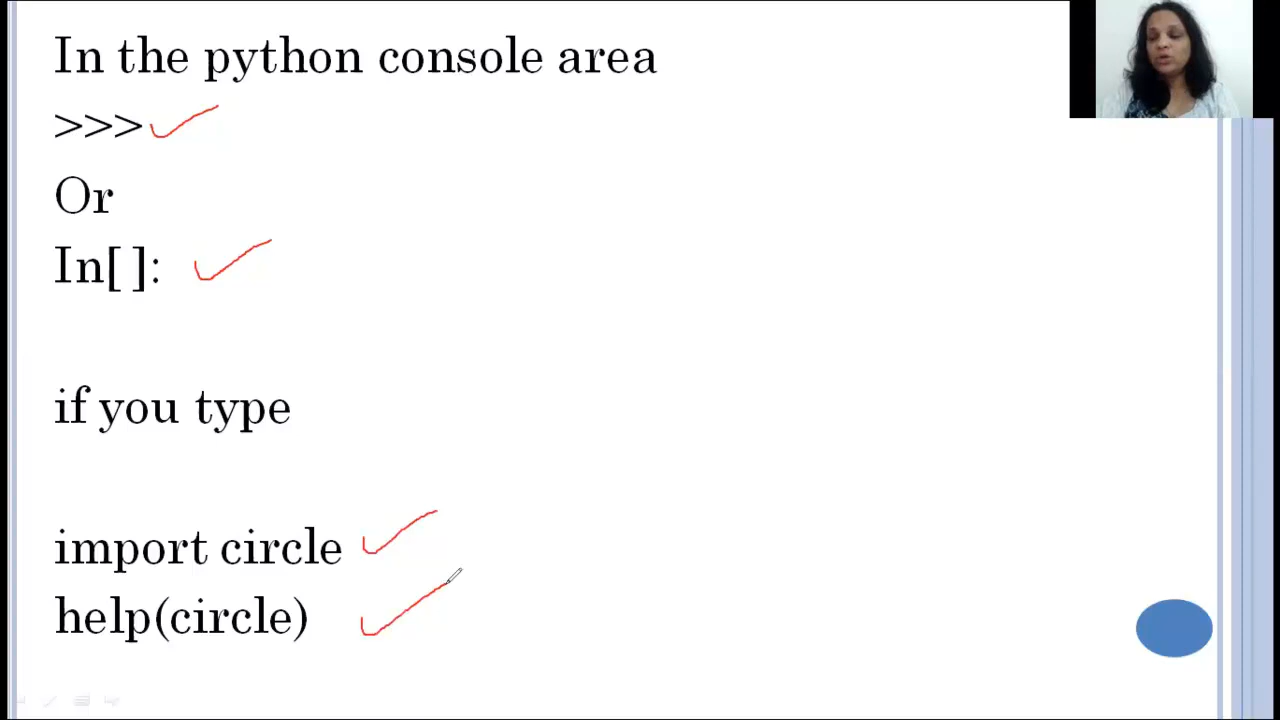 In the python console area
>>>
Or
In[ ]:
if you type
import circle
help(circle)